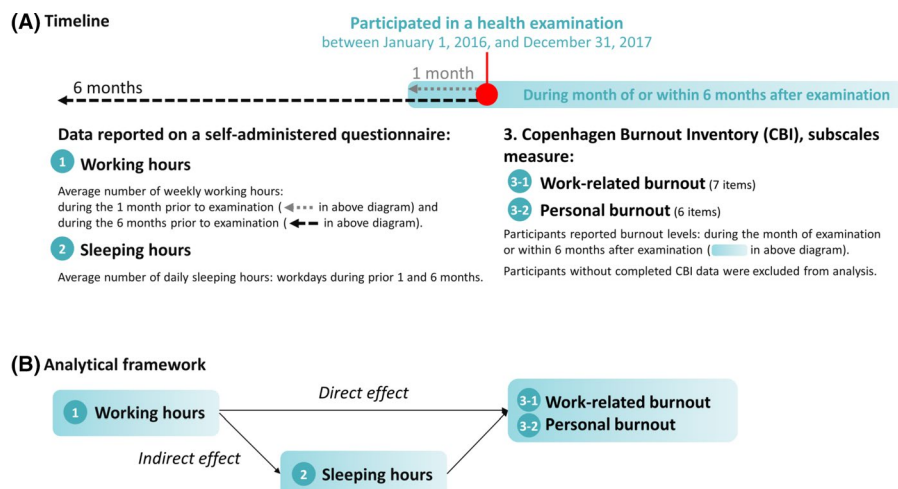 (A) Timeline
Participated in a health examination
between January 1, 2016, and December 31, 2017
1 month
6 months
During month of or within 6 months after examination
Data reported on a self-administered questionnaire:
1 Working hours
Average number of weekly working hours:
during the 1 month prior to examination ( in above diagram) and
during the 6 months prior to examination ( in above diagram).
2 Sleeping hours
Average number of daily sleeping hours: workdays during prior 1 and 6 months.
3. Copenhagen Burnout Inventory (CBI), subscales
measure:
3-1 Work-related burnout (7 items)
3-2 Personal burnout (6 items)
Participants reported burnout levels: during the month of examination
or within 6 months after examination ( in above diagram).
Participants without completed CBI data were excluded from analysis.
(B) Analytical framework
1 Working hours
Direct effect
3-1 Work-related burnout
3-2 Personal burnout
Indirect effect
2 Sleeping hours